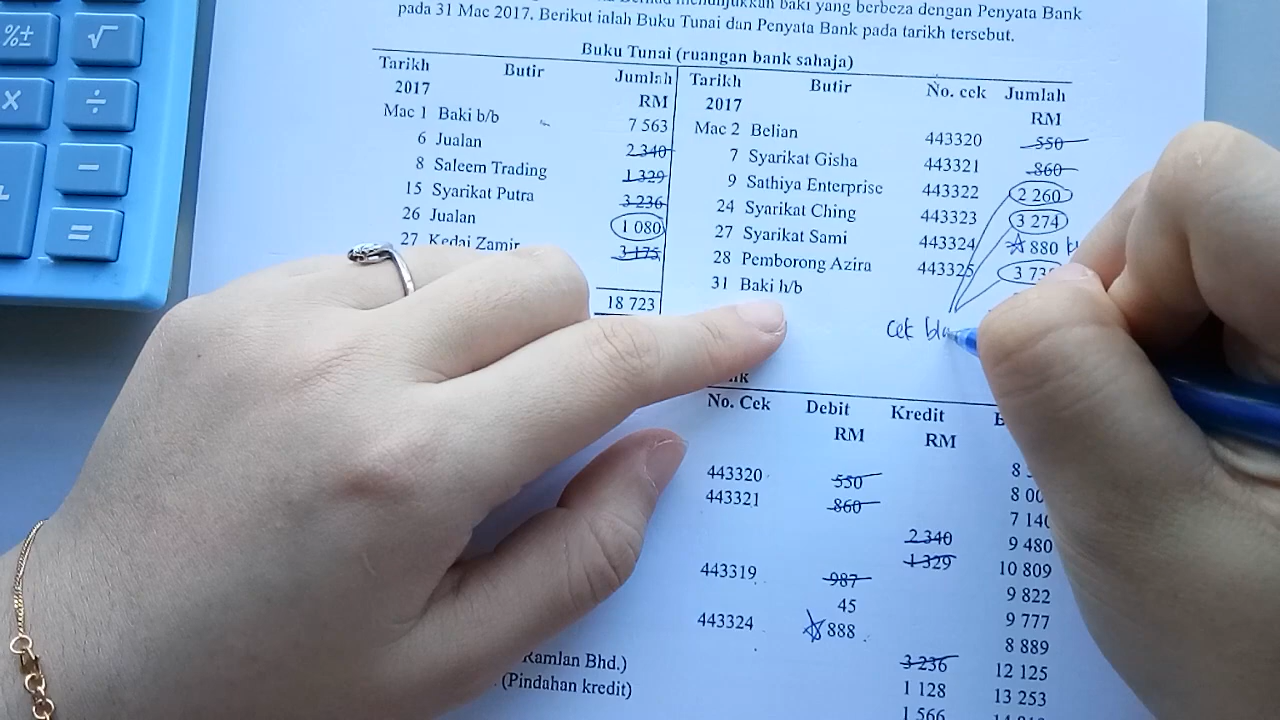 yang berbeza dengan Penyata Bank
pada 31 Mac 2017. Berikut ialah Buku Tunai dan Penyata Bank pada tarikh tersebut.
Buku Tunai (ruangan bank sahaja)
Tarikh Butir Jumlah Tarikh Butir No. cek Jumlah
2017 RM 2017 RM
Mac 1 Baki b/b 7 563 Mac 2 Belian 443320 550
6 Jualan 2 340 7 Syarikat Gisha 443321 860
8 Saleem Trading 1 329 9 Sathiya Enterprise 443322 2 260
15 Syarikat Putra 3 236 24 Syarikat Ching 443323 3 274
26 Jualan 1 080 27 Syarikat Sami 443324 880
27 Kedai Zamir 3 175 28 Pemborong Azira 443325
31 Baki h/b
18 723
cek
No. Cek Debit Kredit
RM RM
443320 550
443321 860 8 00
7 140
2 340 9 480
1 329 10 809
443319 987 9 822
45 9 777
443324 888 8 889
Ramlan Bhd.) 3 236 12 125
(Pindahan kredit) 1 128 13 253
1 566